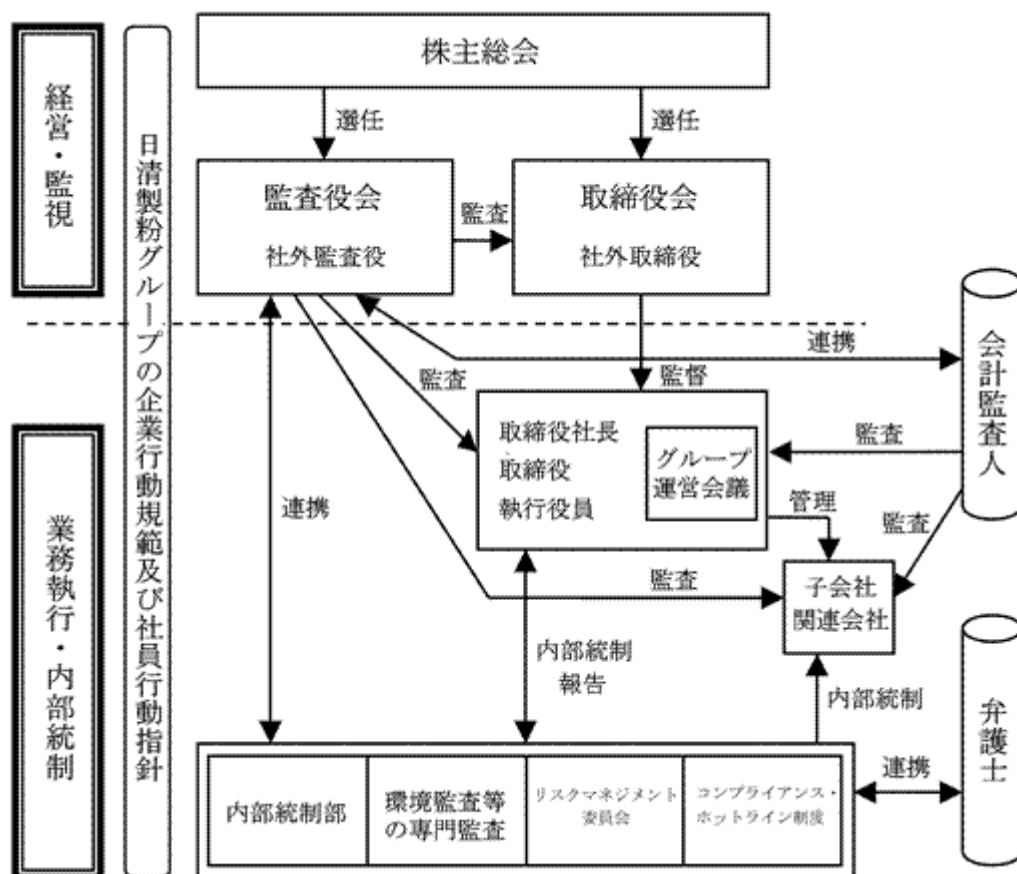 株主総会
選任
選任
経営・監視
日清製粉グループの企業行動規範及び社員行動指針
監査役会
社外監査役
監査
取締役会
社外取締役
連携
会計監査人
監査
監督
取締役社長
取締役
執行役員
グループ
運営会議
監査
管理
監査
連携
業務執行・内部統制
監査
子会社
関連会社
内部統制
報告
内部統制
弁護士
連携
内部統制部
環境監査等
の専門監査
リスクマネジメント
委員会
コンプライアンス・
ホットライン制度